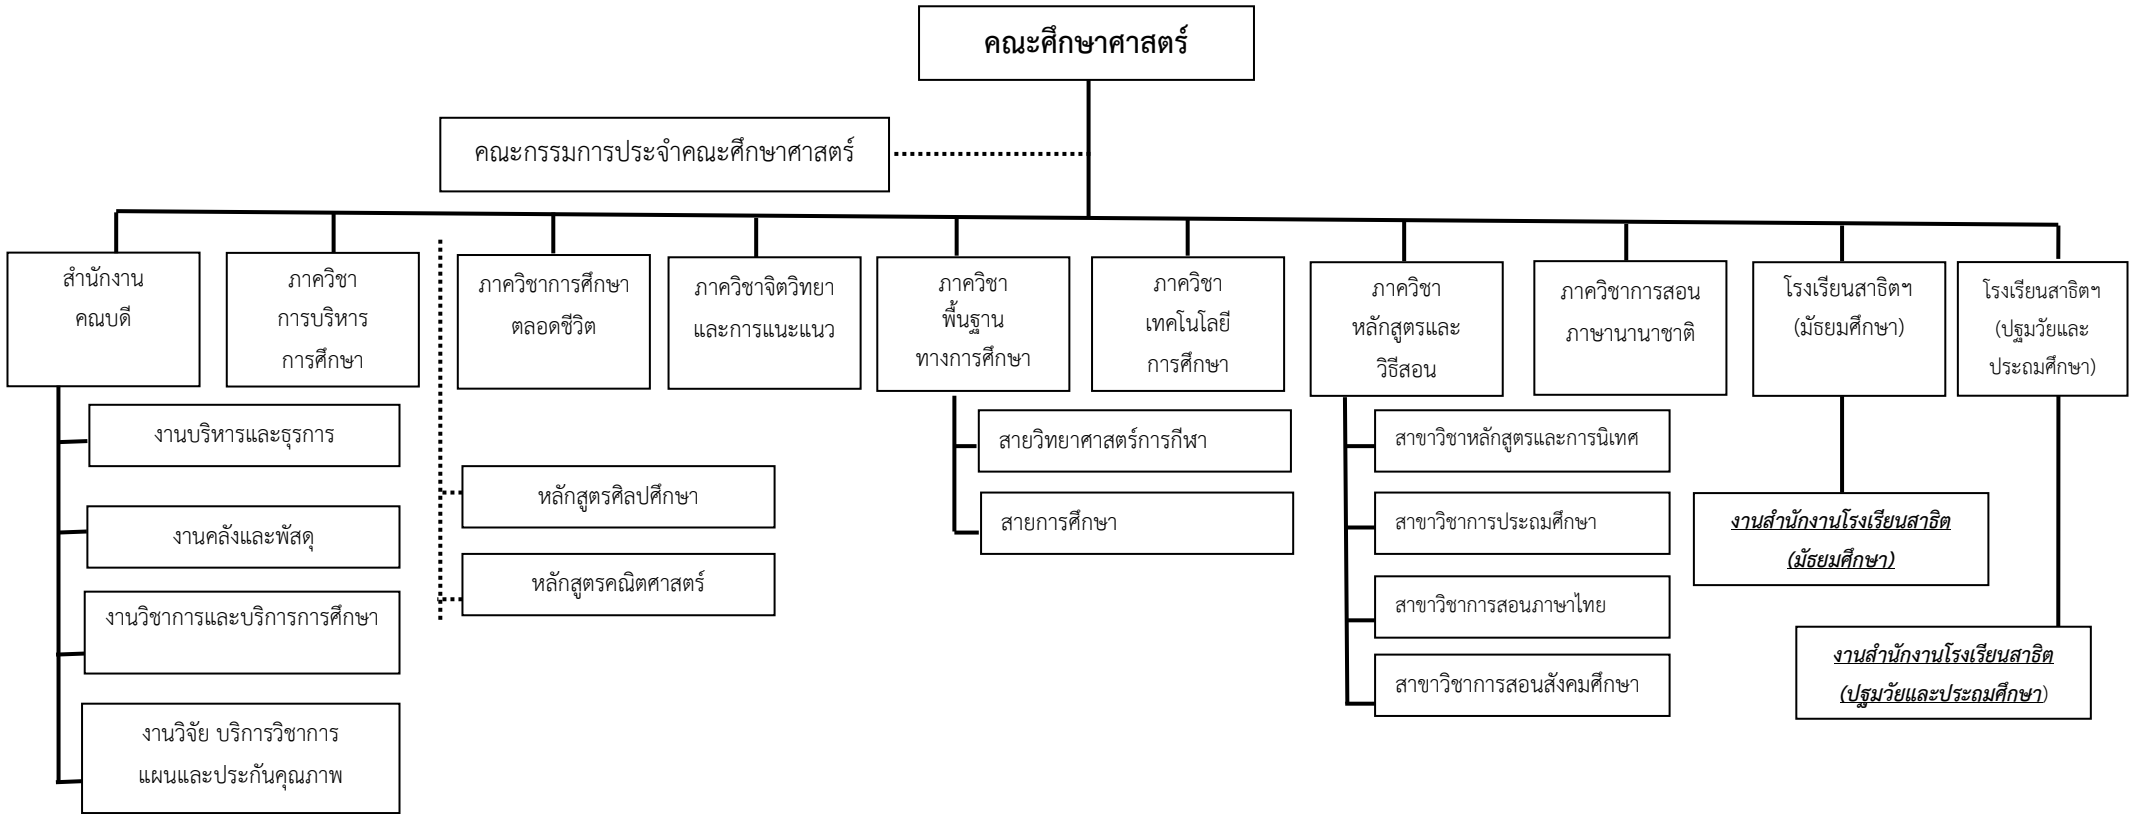 คณะศึกษาศาสตร์
คณะกรรมการประจำคณะศึกษาศาสตร์
สำนักงาน
คณบดี
ภาควิชา
การบริหาร
การศึกษา
ภาควิชาการศึกษา
ตลอดชีวิต
ภาควิชาจิตวิทยา
และการแนะแนว
ภาควิชา
พื้นฐาน
ทางการศึกษา
ภาควิชา
เทคโนโลยี
การศึกษา
ภาควิชา
หลักสูตรและ
วิธีสอน
ภาควิชาการสอน
ภาษานานาชาติ
โรงเรียนสาธิตฯ
(มัธยมศึกษา)
โรงเรียนสาธิตฯ
(ปฐมวัยและ
ประถมศึกษา)
งานบริหารและธุรการ
งานคลังและพัสดุ
งานวิชาการและบริการการศึกษา
งานวิจัย บริการวิชาการ
แผนและประกันคุณภาพ
หลักสูตรศิลปศึกษา
หลักสูตรคณิตศาสตร์
สายวิทยาศาสตร์การกีฬา
สายการศึกษา
สาขาวิชาหลักสูตรและการนิเทศ
สาขาวิชาการประถมศึกษา
สาขาวิชาการสอนภาษาไทย
สาขาวิชาการสอนสังคมศึกษา
งานสำนักงานโรงเรียนสาธิต
(มัธยมศึกษา)
งานสำนักงานโรงเรียนสาธิต
(ปฐมวัยและประถมศึกษา)